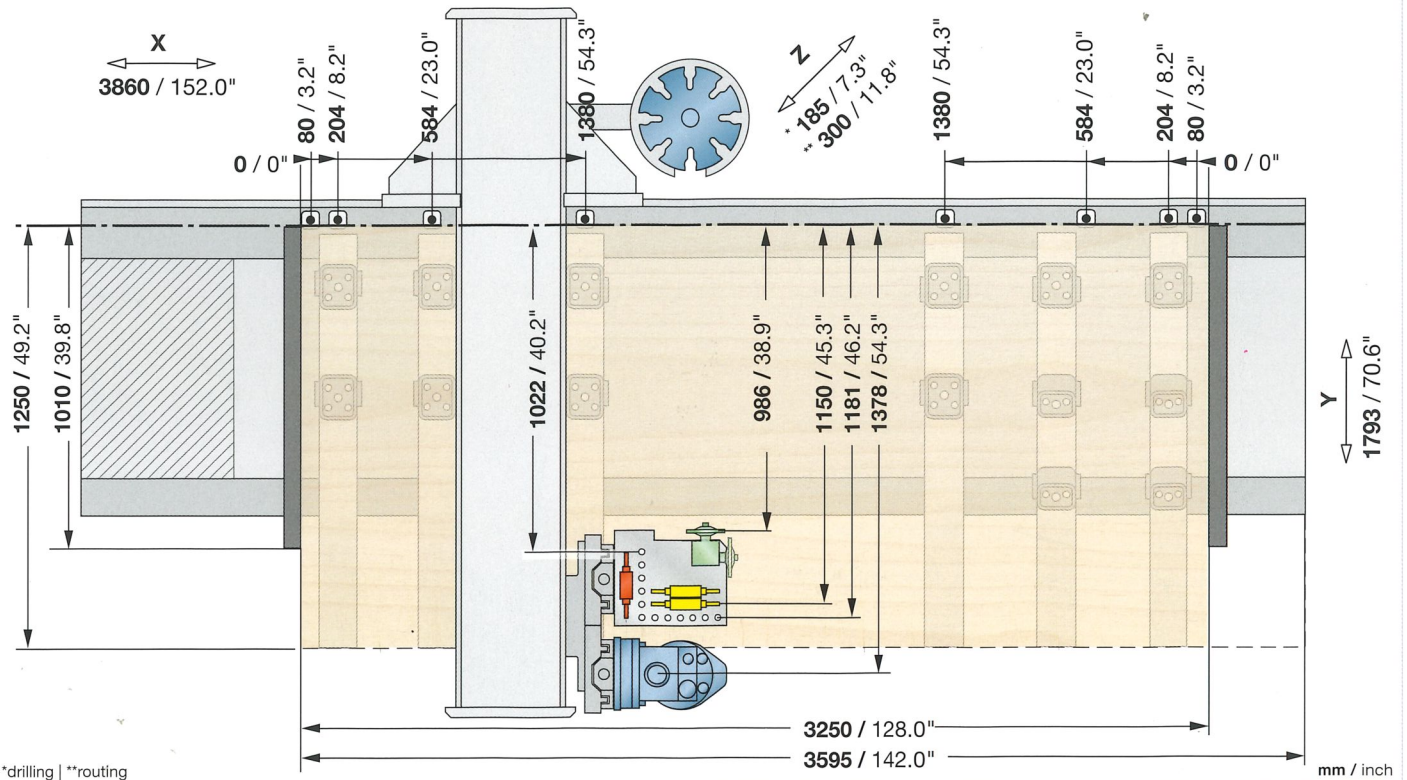 X
3860 / 152.0"
80 / 3.2"
204 / 8.2"
584 / 23.0"
1380 / 54.3"
0 / 0"
Z
* 185 / 7.3"
** 300 / 11.8"
1380 / 54.3"
584 / 23.0"
204 / 8.2"
80 / 3.2"
0 / 0"
1250 / 49.2"
1010 / 39.8"
1022 / 40.2"
986 / 38.9"
1150 / 45.3"
1181 / 46.2"
1378 / 54.3"
Y
1793 / 70.6"
3250 / 128.0"
3595 / 142.0"
*drilling | **routing
mm / inch